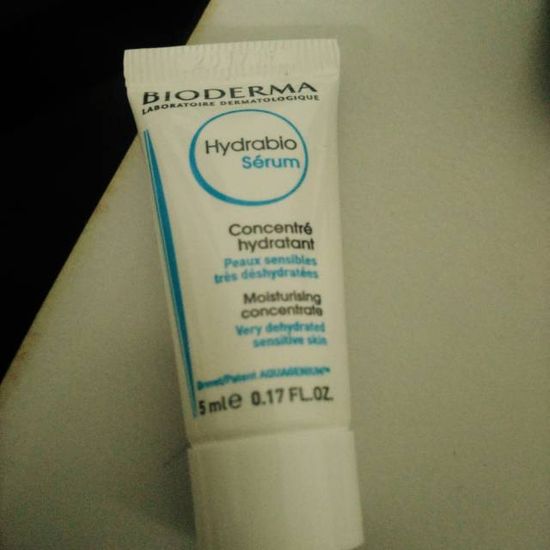 BIODERMA
LABORATOIRE DERMATOLOGIQUE
Hydrabio
Sérum
Concentré
hydratant
Peaux sensibles
très déshydratées
Moisturising
concentrate
Very dehydrated
sensitive skin
Brevet/Patent AQUAGENIUM™
5 ml e 0.17 FL.OZ.